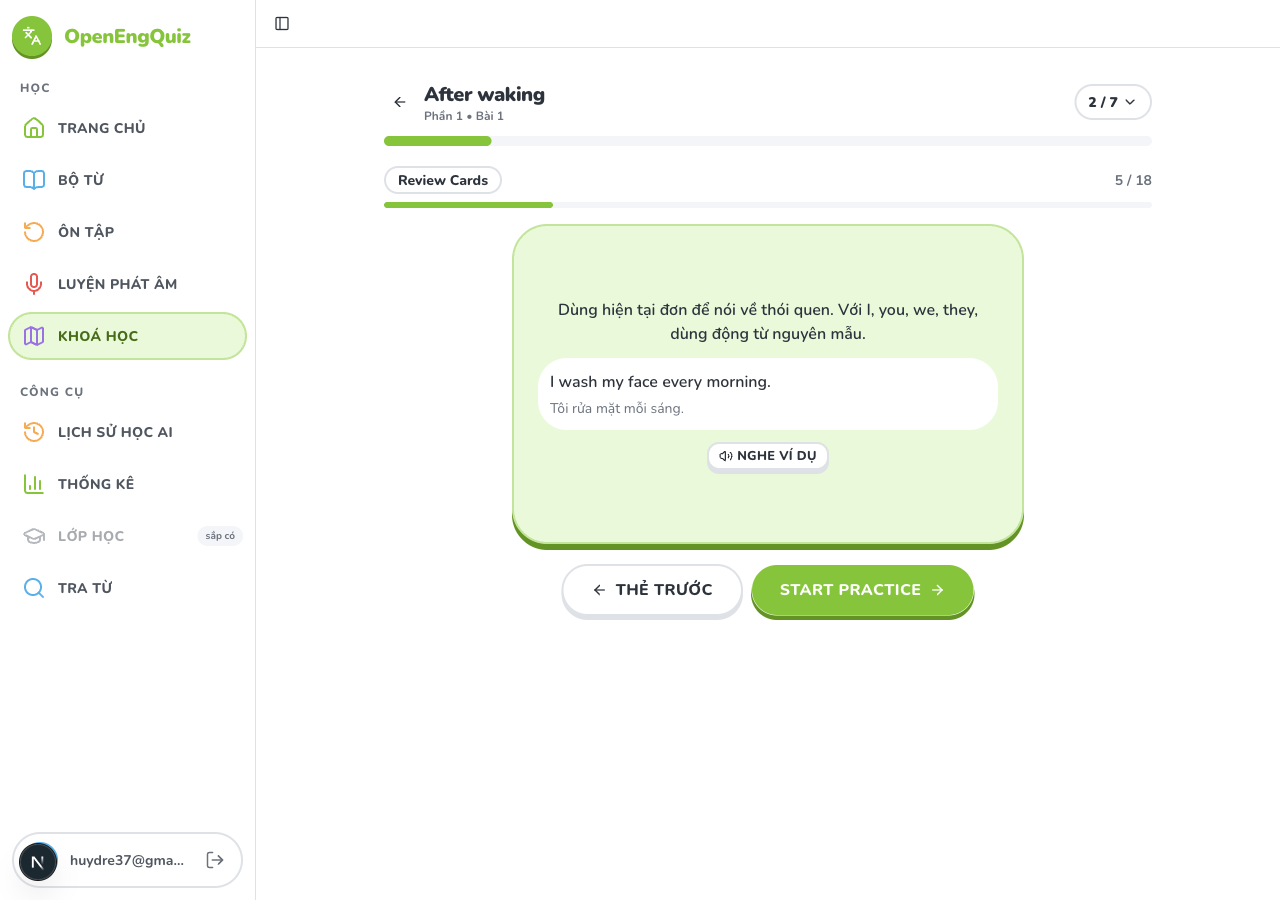 OpenEngQuiz
HỌC
TRANG CHỦ
BỘ TỪ
ÔN TẬP
LUYỆN PHÁT ÂM
KHOÁ HỌC
CÔNG CỤ
LỊCH SỬ HỌC AI
THỐNG KÊ
LỚP HỌC
sắp có
TRA TỪ
huydre37@gma...
After waking
Phần 1 • Bài 1
2 / 7
Review Cards
5 / 18
Dùng hiện tại đơn để nói về thói quen. Với I, you, we, they,
dùng động từ nguyên mẫu.
I wash my face every morning.
Tôi rửa mặt mỗi sáng.
NGHE VÍ DỤ
THẺ TRƯỚC
START PRACTICE